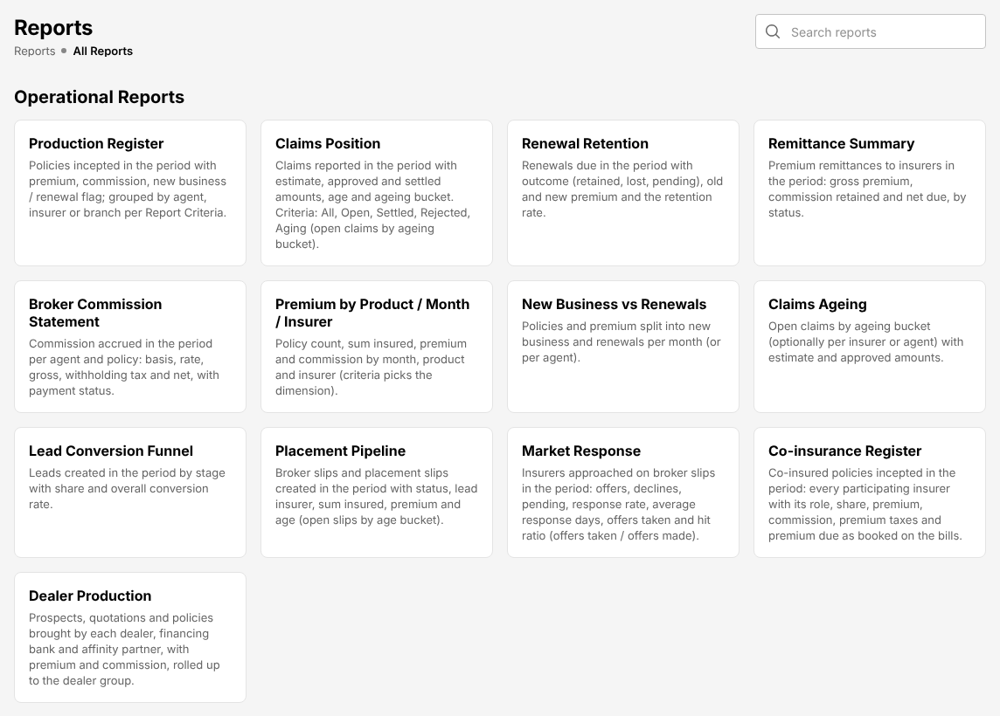 Reports
Search reports
Reports • All Reports
Operational Reports
Production Register
Policies incepted in the period with
premium, commission, new business
/ renewal flag; grouped by agent,
insurer or branch per Report Criteria.
Claims Position
Claims reported in the period with
estimate, approved and settled
amounts, age and ageing bucket.
Criteria: All, Open, Settled, Rejected,
Aging (open claims by ageing
bucket).
Renewal Retention
Renewals due in the period with
outcome (retained, lost, pending), old
and new premium and the retention
rate.
Remittance Summary
Premium remittances to insurers in
the period: gross premium,
commission retained and net due, by
status.
Broker Commission
Statement
Commission accrued in the period
per agent and policy: basis, rate,
gross, withholding tax and net, with
payment status.
Premium by Product / Month
/ Insurer
Policy count, sum insured, premium
and commission by month, product
and insurer (criteria picks the
dimension).
New Business vs Renewals
Policies and premium split into new
business and renewals per month (or
per agent).
Claims Ageing
Open claims by ageing bucket
(optionally per insurer or agent) with
estimate and approved amounts.
Lead Conversion Funnel
Leads created in the period by stage
with share and overall conversion
rate.
Placement Pipeline
Broker slips and placement slips
created in the period with status, lead
insurer, sum insured, premium and
age (open slips by age bucket).
Market Response
Insurers approached on broker slips
in the period: offers, declines,
pending, response rate, average
response days, offers taken and hit
ratio (offers taken / offers made).
Co-insurance Register
Co-insured policies incepted in the
period: every participating insurer
with its role, share, premium,
commission, premium taxes and
premium due as booked on the bills.
Dealer Production
Prospects, quotations and policies
brought by each dealer, financing
bank and affinity partner, with
premium and commission, rolled up
to the dealer group.